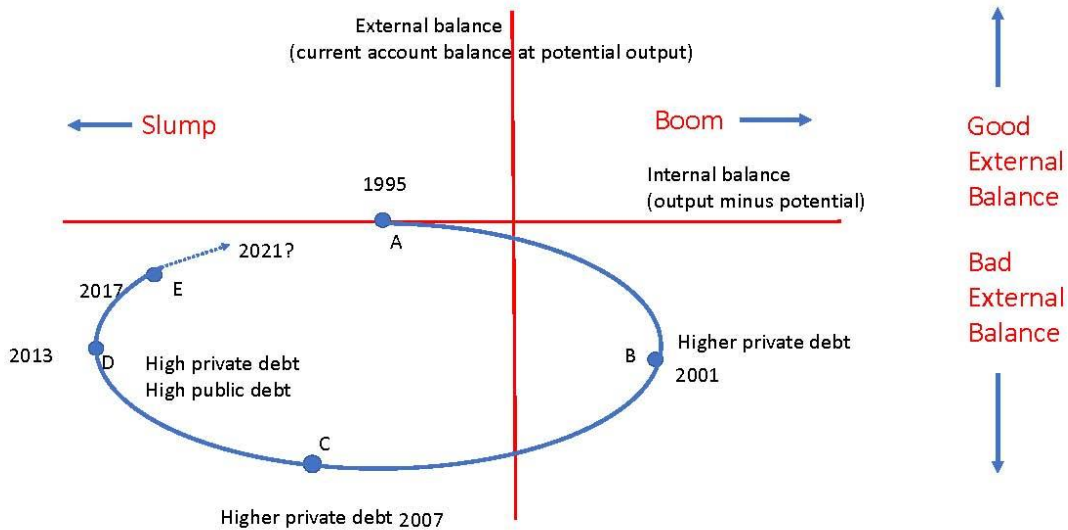 External balance
(current account balance at potential output)
Slump
Boom
Good
External
Balance
Internal balance
(output minus potential)
1995
A
2021?
Bad
External
Balance
2017
E
2013
D
High private debt
High public debt
B
Higher private debt
2001
C
Higher private debt 2007